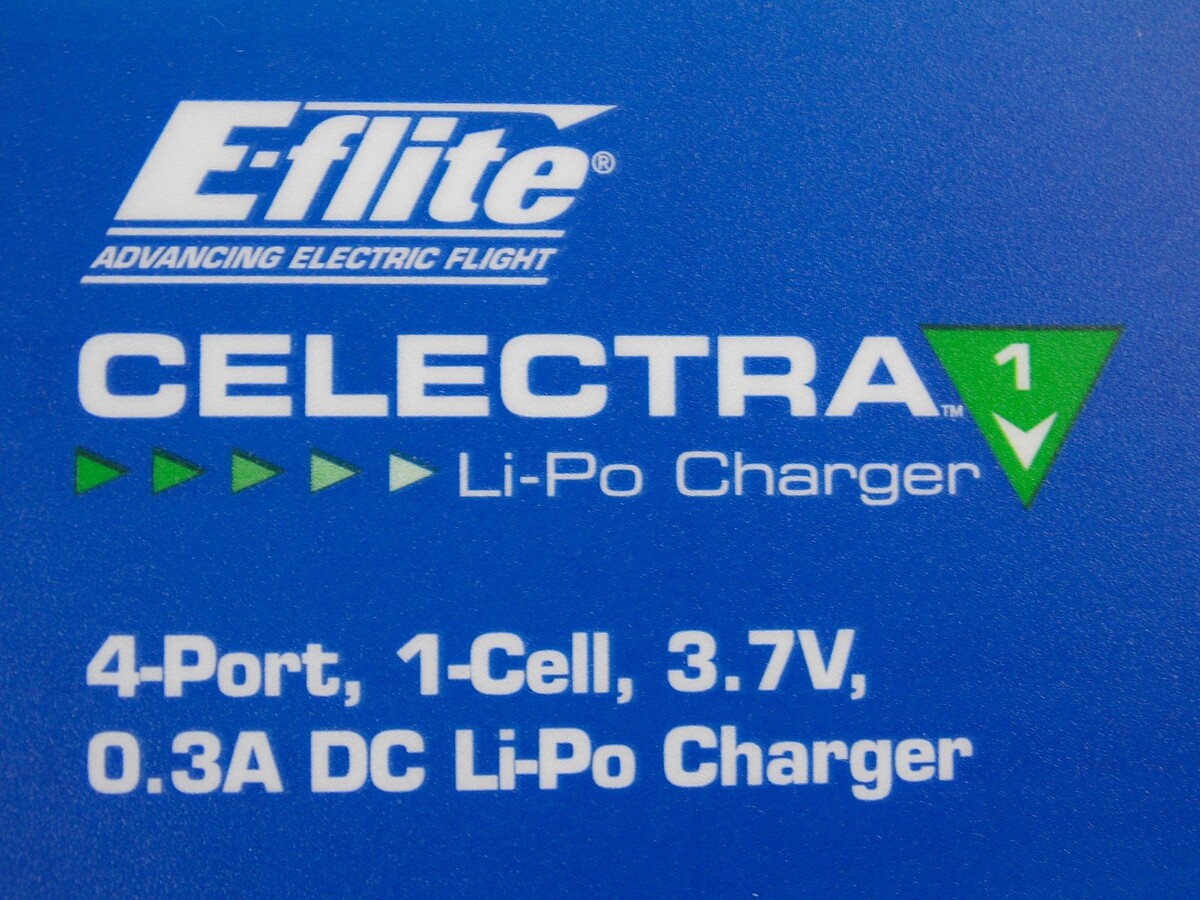 E-flite®
ADVANCING ELECTRIC FLIGHT
CELECTRA™ 1
Li-Po Charger
4-Port, 1-Cell, 3.7V,
0.3A DC Li-Po Charger